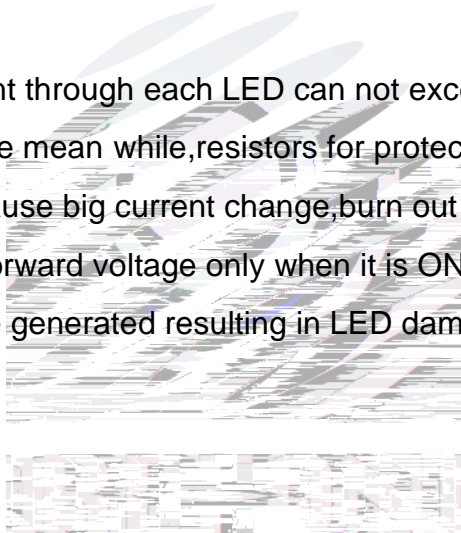 nt through each LED can not exc
e mean while,resistors for protec
use big current change,burn out
orward voltage only when it is ON
generated resulting in LED dam